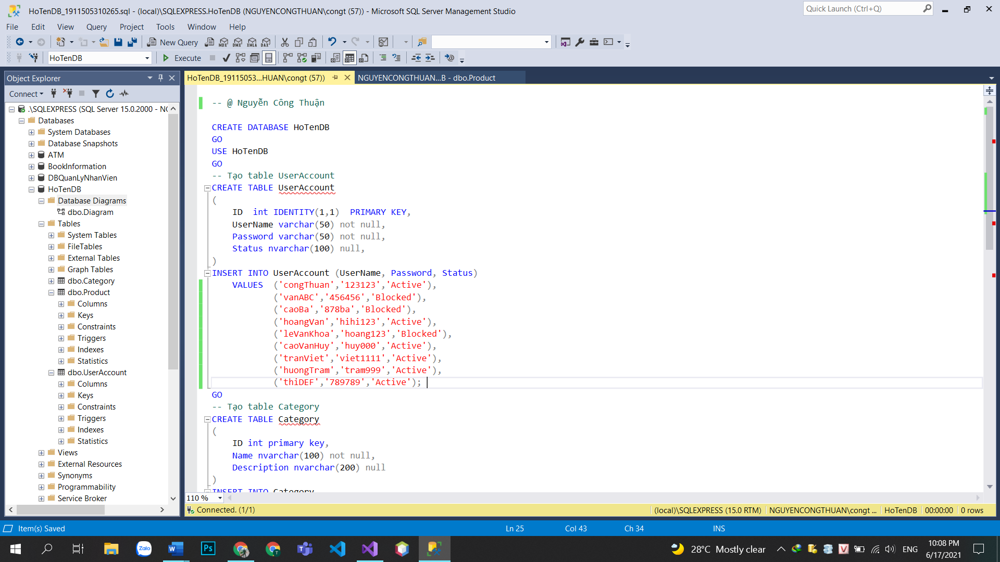 HoTenDB_1911505310265.sql - (local)\SQLEXPRESS.HoTenDB (NGUYENCONGTHUAN\congt (57)) - Microsoft SQL Server Management Studio
Quick Launch (Ctrl+Q)
File Edit View Query Project Tools Window Help
New Query
MDX DMX XMLA DAX
HoTenDB
Execute
Object Explorer
HoTenDB_19115053...HUAN\congt (57))
NGUYENCONGTHUAN...B - dbo.Product
Connect
.\SQLEXPRESS (SQL Server 15.0.2000 - NG
Databases
System Databases
Database Snapshots
ATM
BookInformation
DBQuanLyNhanVien
HoTenDB
Database Diagrams
dbo.Diagram
Tables
System Tables
FileTables
External Tables
Graph Tables
dbo.Category
dbo.Product
Columns
Keys
Constraints
Triggers
Indexes
Statistics
dbo.UserAccount
Columns
Keys
Constraints
Triggers
Indexes
Statistics
Views
External Resources
Synonyms
Programmability
Service Broker
-- @ Nguyễn Công Thuận
CREATE DATABASE HoTenDB
GO
USE HoTenDB
GO
-- Tạo table UserAccount
CREATE TABLE UserAccount
(
ID int IDENTITY(1,1) PRIMARY KEY,
UserName varchar(50) not null,
Password varchar(50) not null,
Status nvarchar(100) null,
)
INSERT INTO UserAccount (UserName, Password, Status)
VALUES ('congThuan','123123','Active'),
('vanABC','456456','Blocked'),
('caoBa','878ba','Blocked'),
('hoangVan','hihi123','Active'),
('leVanKhoa','hoang123','Blocked'),
('caoVanHuy','huy000','Active'),
('tranViet','viet1111','Active'),
('huongTram','tram999','Active'),
('thiDEF','789789','Active');
GO
-- Tạo table Category
CREATE TABLE Category
(
ID int primary key,
Name nvarchar(100) not null,
Description nvarchar(200) null
)
INSERT INTO Category
110 %
Connected. (1/1)
(local)\SQLEXPRESS (15.0 RTM)
NGUYENCONGTHUAN\congt ...
HoTenDB
00:00:00
0 rows
Item(s) Saved
Ln 25
Col 43
Ch 34
INS
Zalo
Ps
28°C Mostly clear
ENG
10:08 PM
6/17/2021